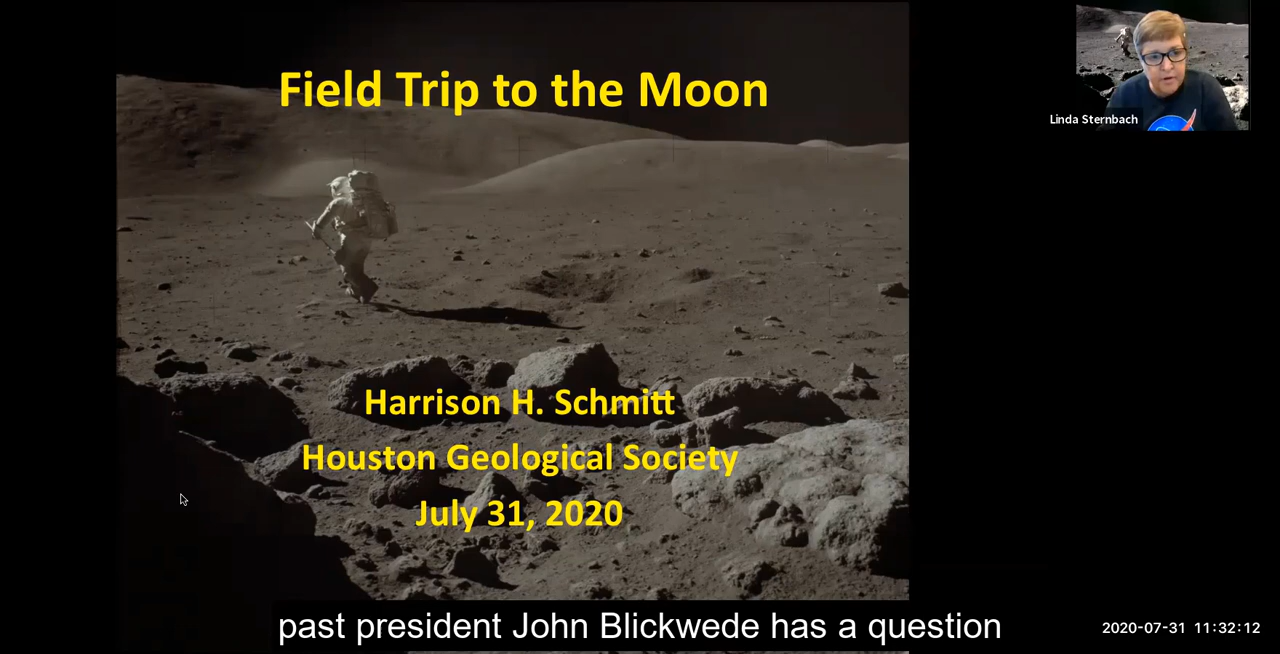 Field Trip to the Moon
Linda Sternbach
Harrison H. Schmitt
Houston Geological Society
July 31, 2020
past president John Blickwede has a question
2020-07-31 11:32:12